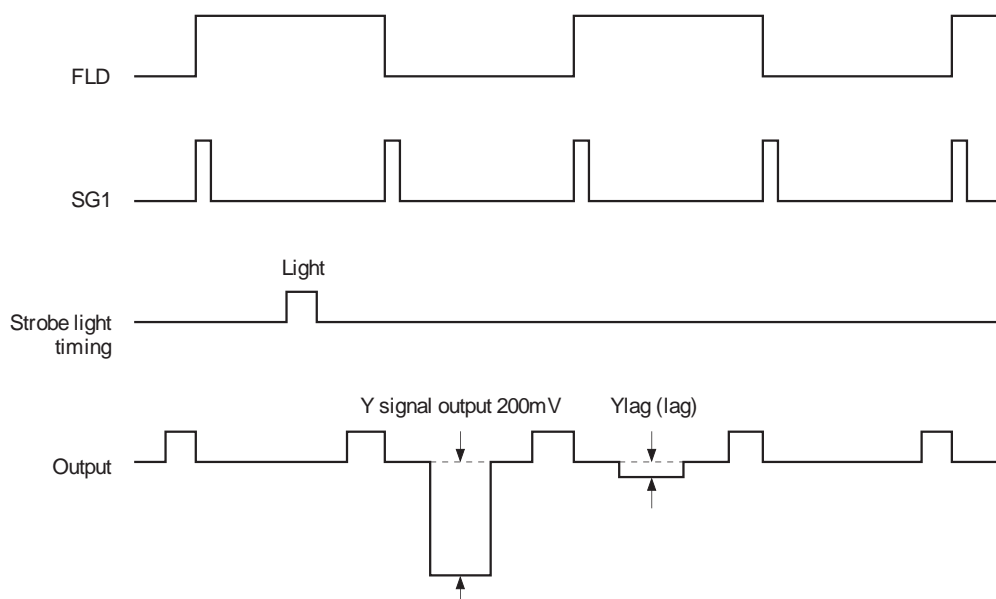 FLD
SG1
Light
Strobe light
timing
Y signal output 200mV
Ylag (lag)
Output